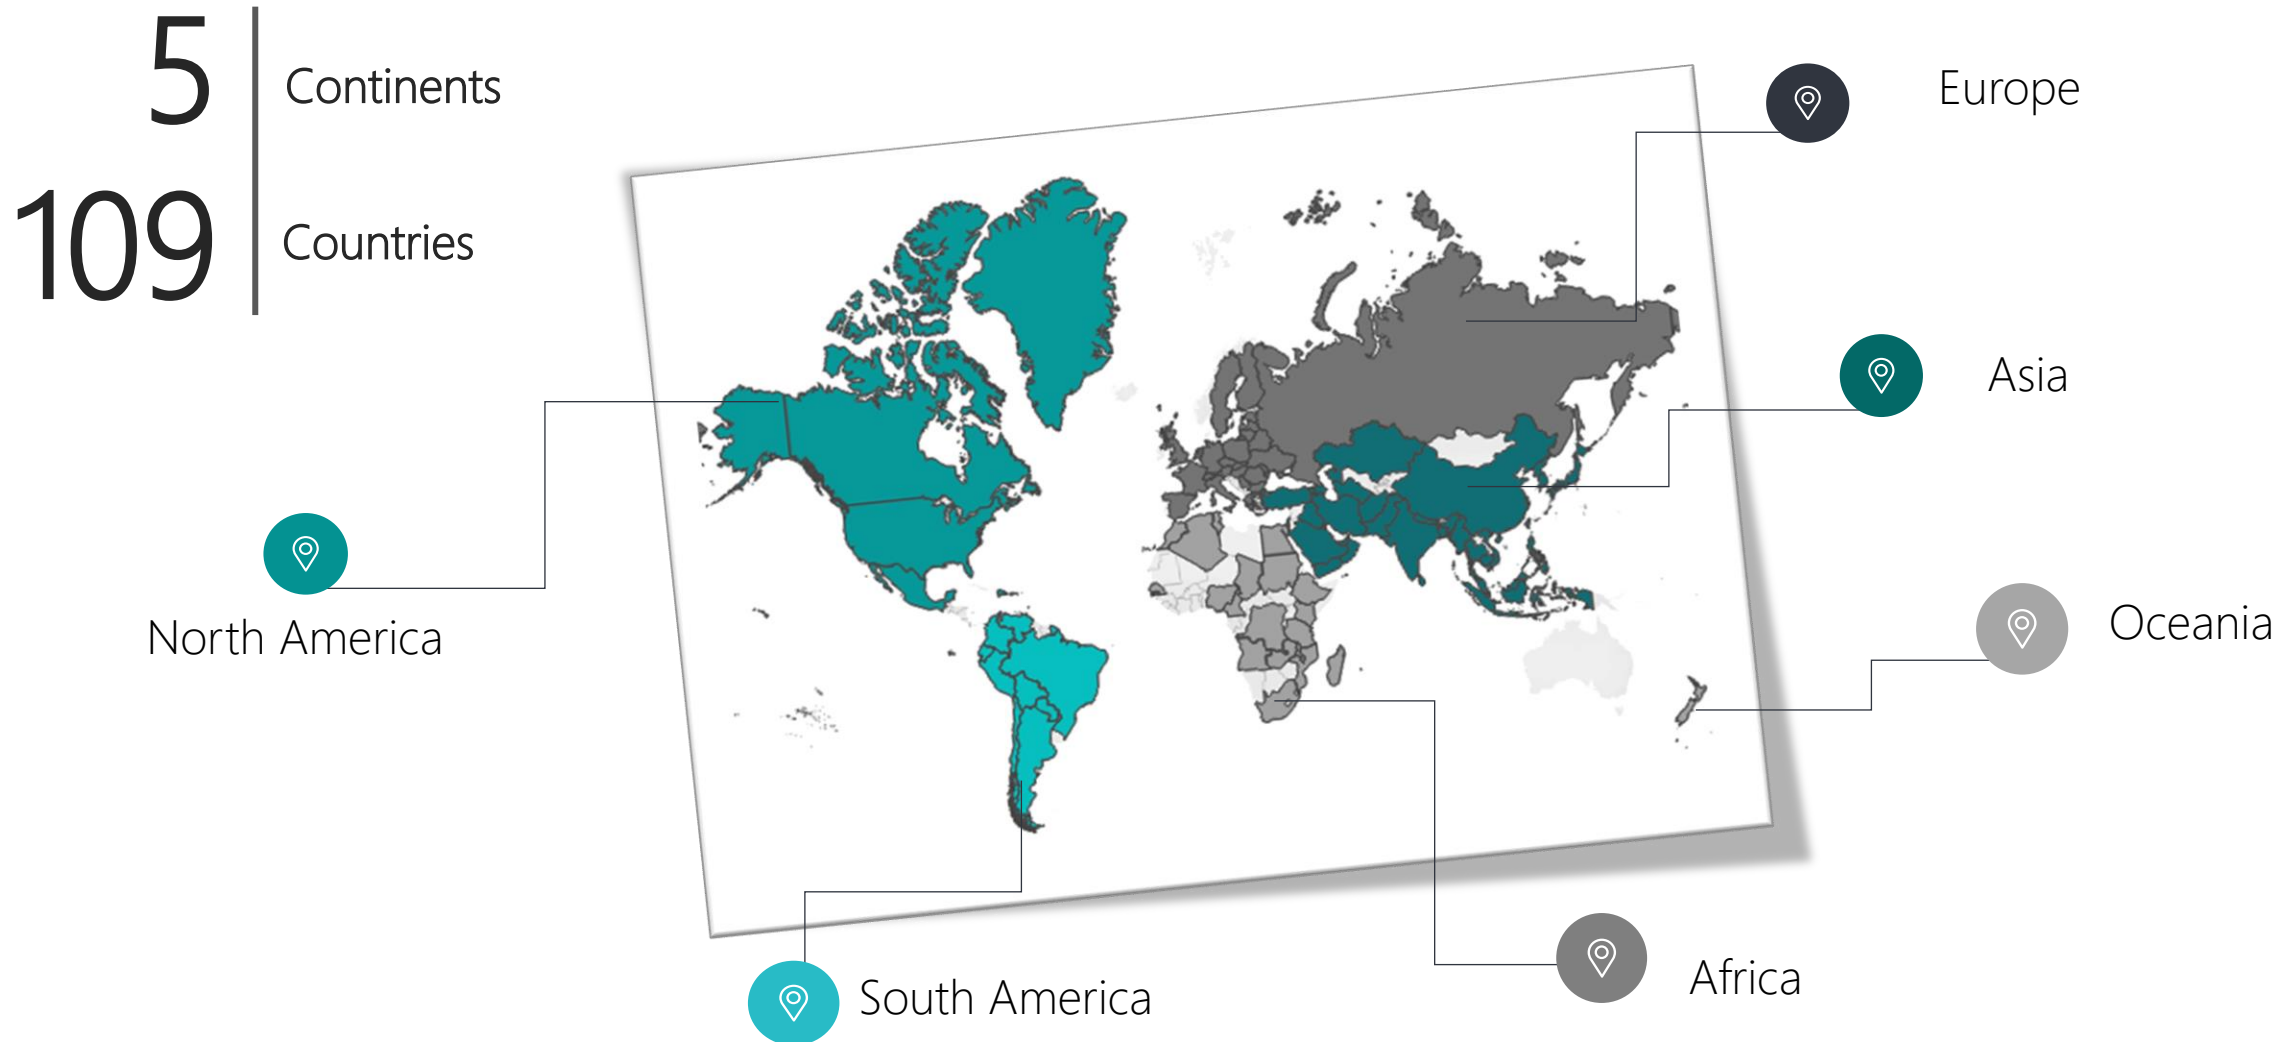 5
Continents
109
Countries
Europe
Asia
North America
Oceania
South America
Africa